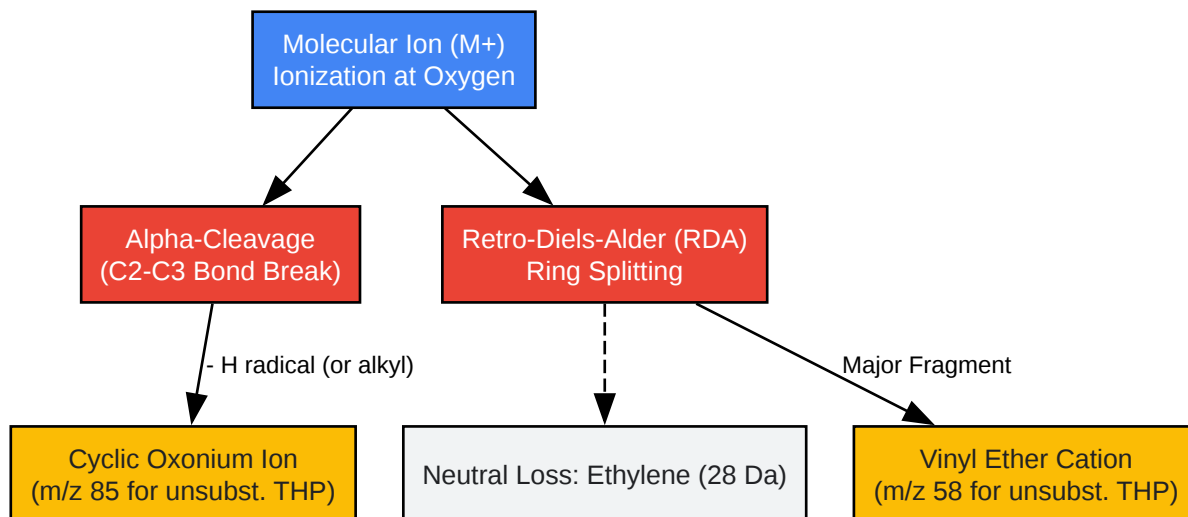 Molecular Ion (M+)
Ionization at Oxygen
Alpha-Cleavage
(C2-C3 Bond Break)
Retro-Diels-Alder (RDA)
Ring Splitting
- H radical (or alkyl)
Major Fragment
Cyclic Oxonium Ion
(m/z 85 for unsubst. THP)
Neutral Loss: Ethylene (28 Da)
Vinyl Ether Cation
(m/z 58 for unsubst. THP)